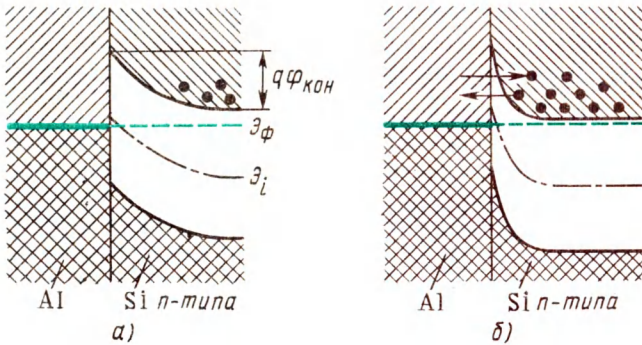 qφкон
Эф
Эi
Al Si n-типа
Al Si n-типа
а) б)